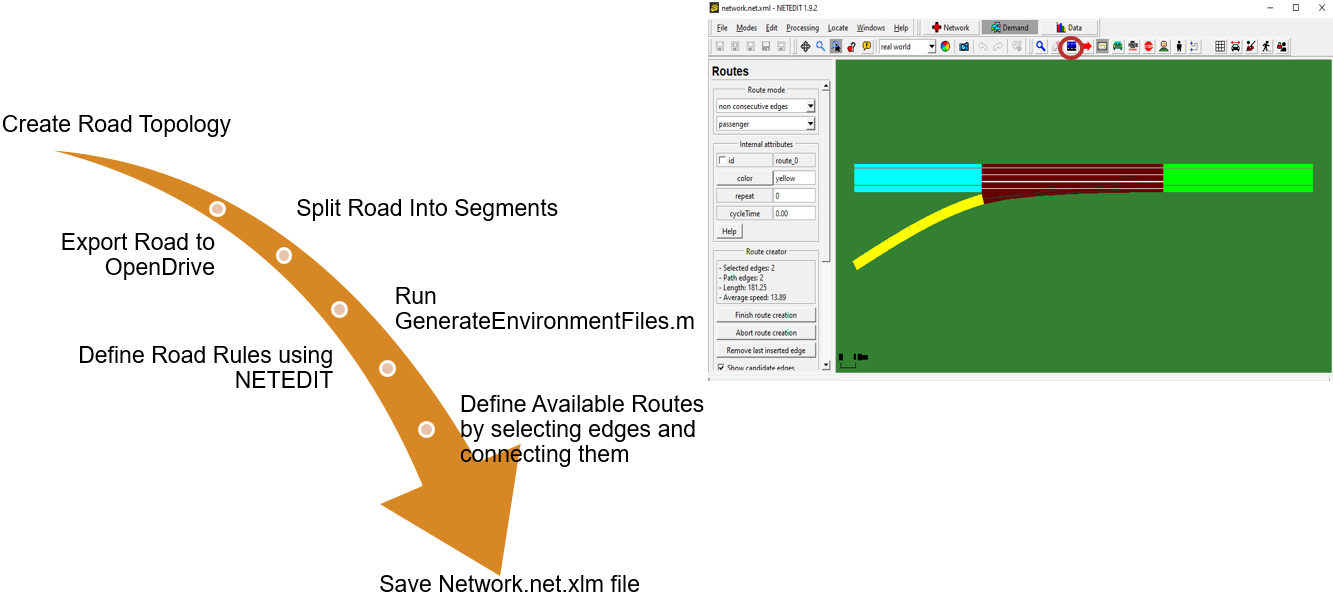 Create Road Topology
Split Road Into Segments
Export Road to
OpenDrive
Run
GenerateEnvironmentFiles.m
Define Road Rules using
NETEDIT
Define Available Routes
by selecting edges and
connecting them
Save Network.net.xlm file
network.net.xml - NETEDIT 1.9.2
File Modes Edit Processing Locate Windows Help Network Demand Data
real world
Routes
Route mode
non consecutive edges
passenger
Internal attributes
id route_0
color yellow
repeat 0
cycleTime 0.00
Help
Route creator
- Selected edges: 2
- Path edges: 2
- Length: 181.25
- Average speed: 13.89
Finish route creation
Abort route creation
Remove last inserted edge
Show candidate edges